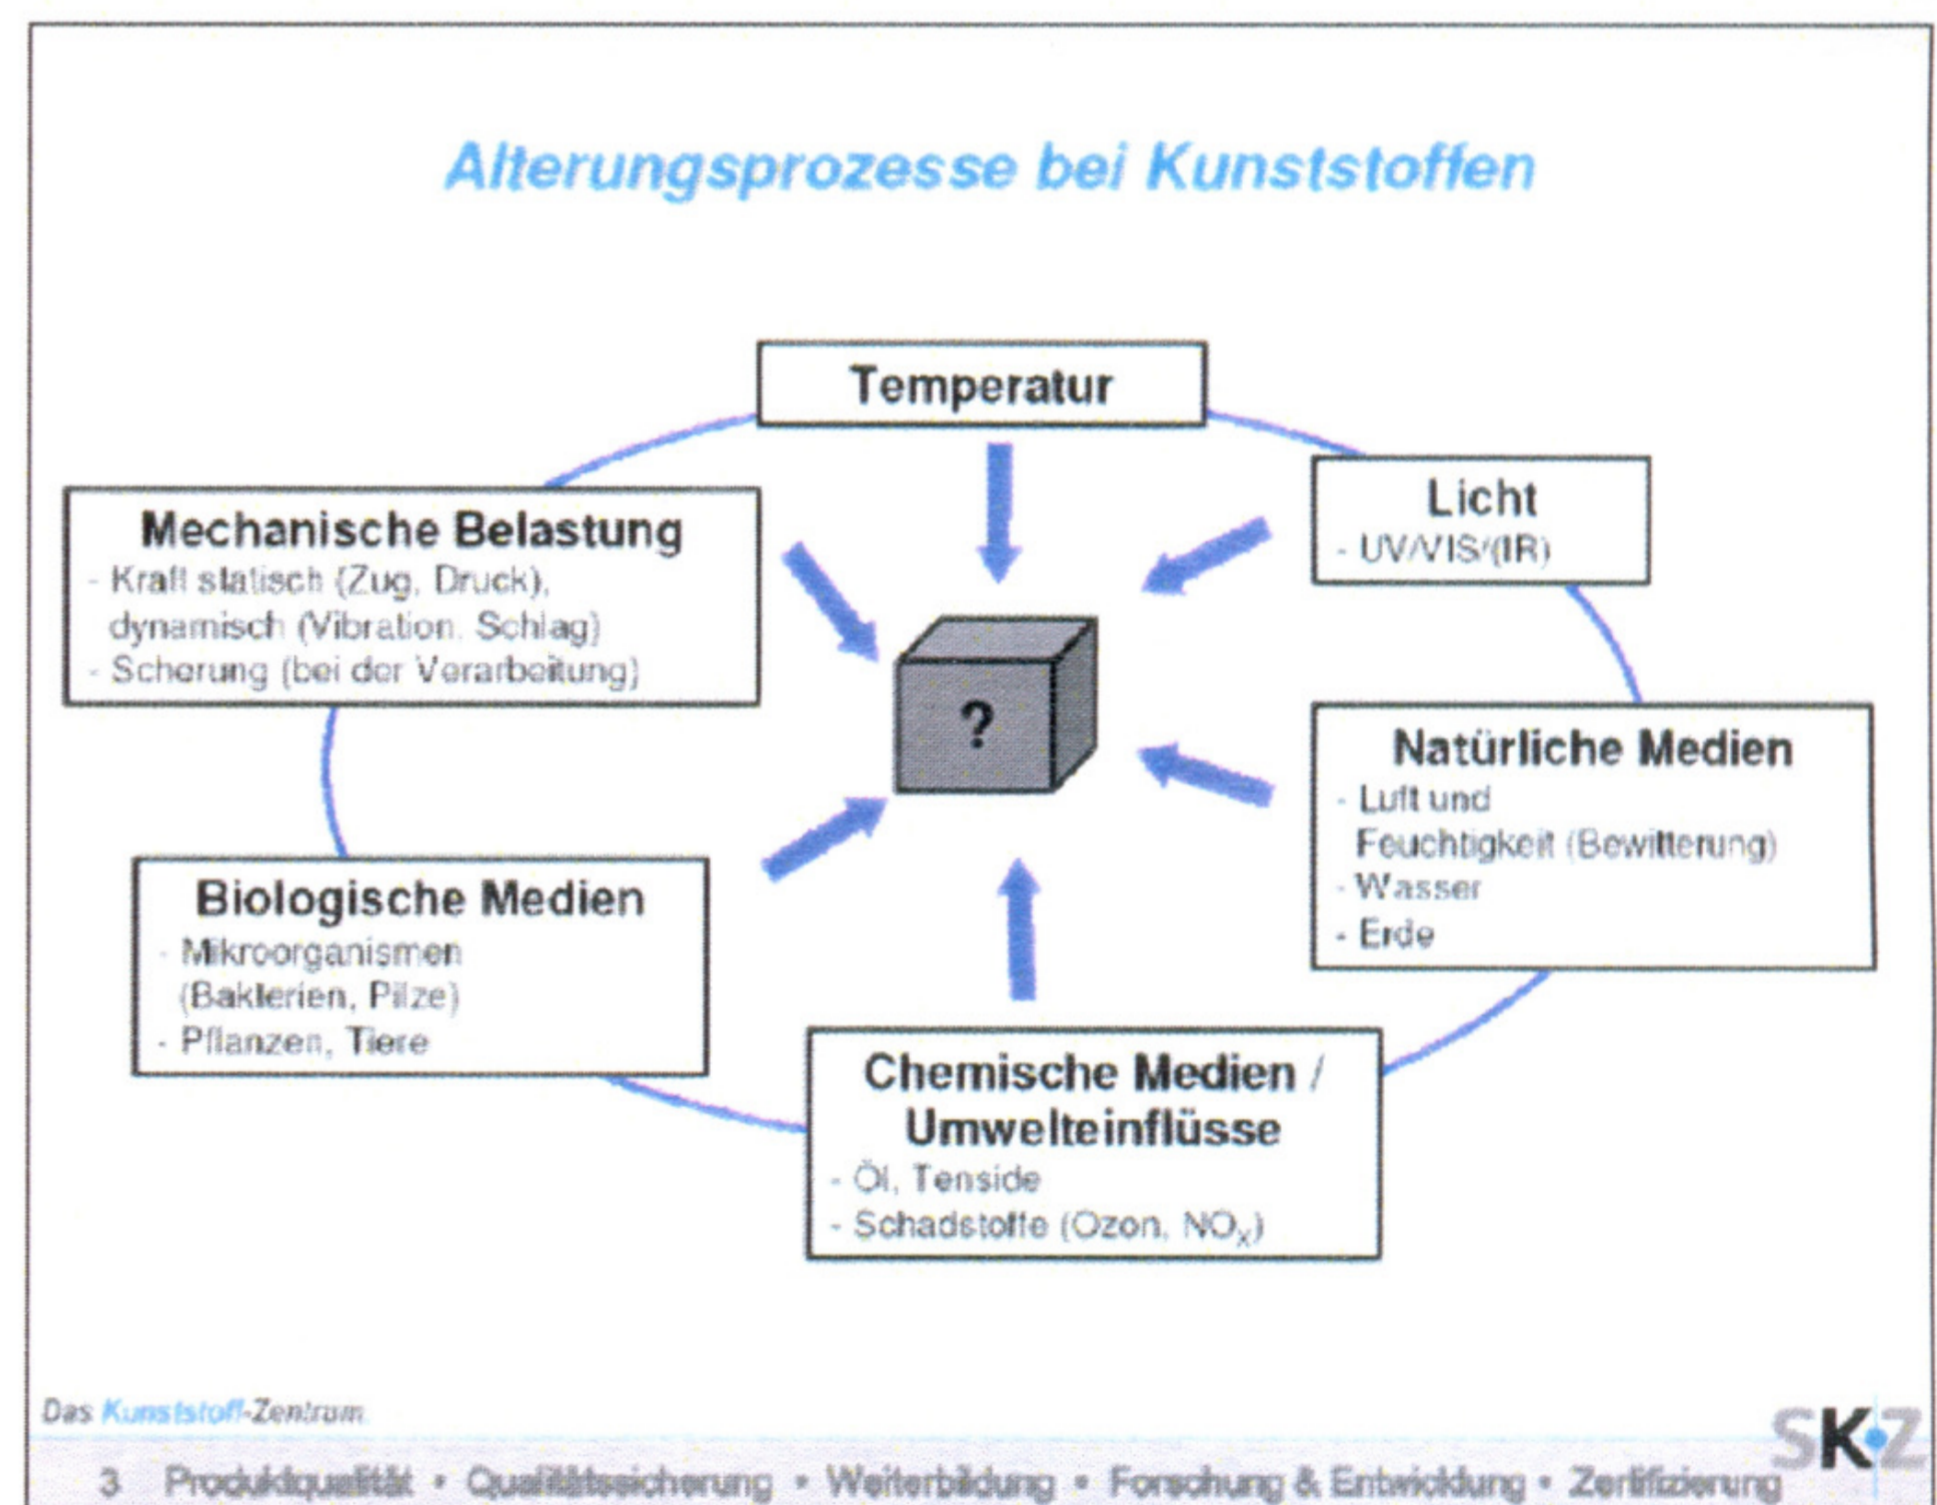 Alterungsprozesse bei Kunststoffen
Temperatur
Licht
- UV/VIS/(IR)
Mechanische Belastung
- Kraft statisch (Zug, Druck),
dynamisch (Vibration, Schlag)
- Scherung (bei der Verarbeitung)
?
Natürliche Medien
- Luft und
Feuchtigkeit (Bewitterung)
- Wasser
- Erde
Biologische Medien
- Mikroorganismen
(Bakterien, Pilze)
- Pflanzen, Tiere
Chemische Medien /
Umwelteinflüsse
- Öl, Tenside
- Schadstoffe (Ozon, NOx)
Das Kunststoff-Zentrum
SKZ
3 Produktqualität • Qualitätssicherung • Weiterbildung • Forschung & Entwicklung • Zertifizierung